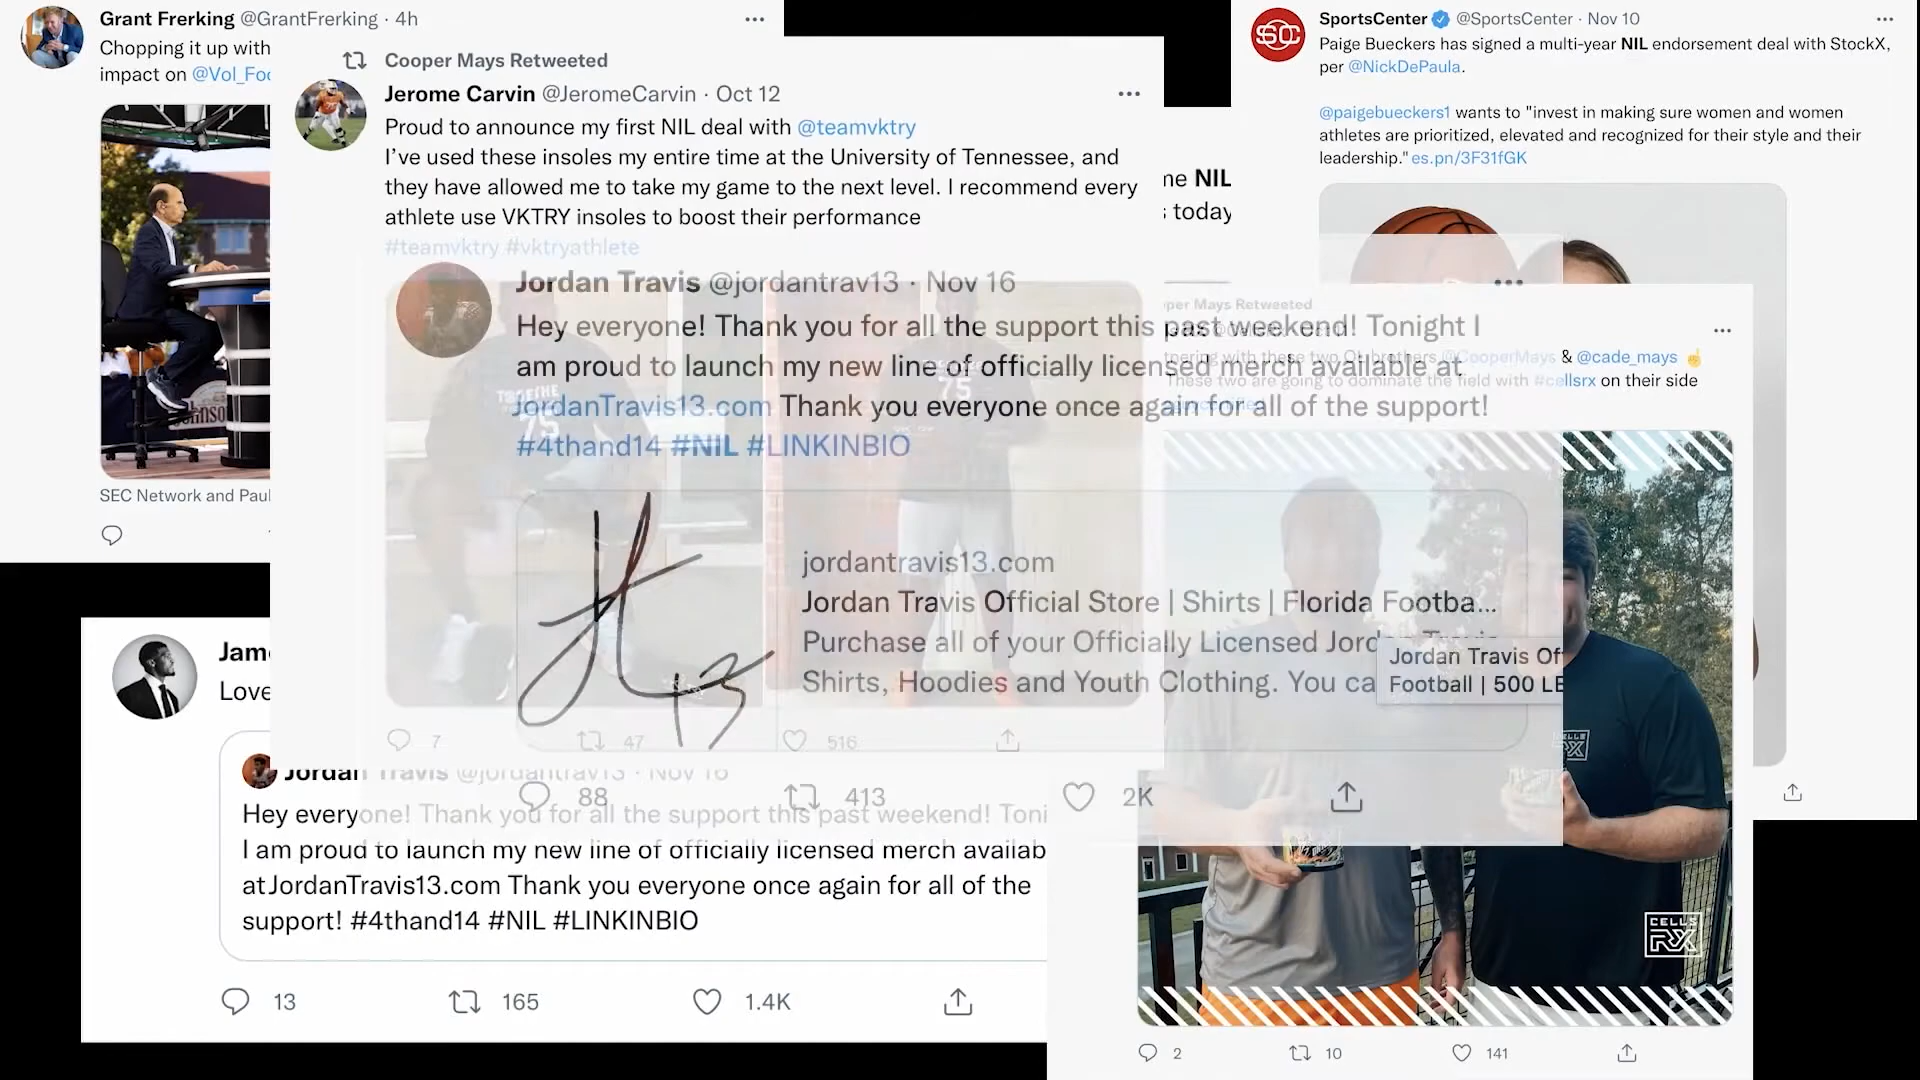 Grant Frerking @GrantFrerking · 4h
Chopping it up with
impact on @Vol_Foo
SEC Network and Paul
Cooper Mays Retweeted
Jerome Carvin @JeromeCarvin · Oct 12
Proud to announce my first NIL deal with @teamvktry
I've used these insoles my entire time at the University of Tennessee, and
they have allowed me to take my game to the next level. I recommend every
athlete use VKTRY insoles to boost their performance
#teamvktry #vktryathlete
75
75
7 47 516
NIL
today
SportsCenter @SportsCenter · Nov 10
Paige Bueckers has signed a multi-year NIL endorsement deal with StockX,
per @NickDePaula.
@paigebueckers1 wants to "invest in making sure women and women
athletes are prioritized, elevated and recognized for their style and their
leadership." es.pn/3F31fGK
Jordan Travis @jordantrav13 · Nov 16
Hey everyone! Thank you for all the support this past weekend! Tonight I
am proud to launch my new line of officially licensed merch available at
JordanTravis13.com Thank you everyone once again for all of the support!
#4thand14 #NIL #LINKINBIO
jordantravis13.com
Jordan Travis Official Store | Shirts | Florida Footba...
Purchase all of your Officially Licensed Jordan Travis
Shirts, Hoodies and Youth Clothing. You ca
Jordan Travis Of
Football | 500 LE
88 413 2K
per Mays Retweeted
these two OL brothers @CooperMays & @cade_mays
These two are going to dominate the field with #cellsrx on their side
CELLS
RX
2 10 141
Jam
Love
Jordan Travis @jordantrav13 · Nov 16
Hey everyone! Thank you for all the support this past weekend! Toni
I am proud to launch my new line of officially licensed merch availab
at JordanTravis13.com Thank you everyone once again for all of the
support! #4thand14 #NIL #LINKINBIO
13 165 1.4K